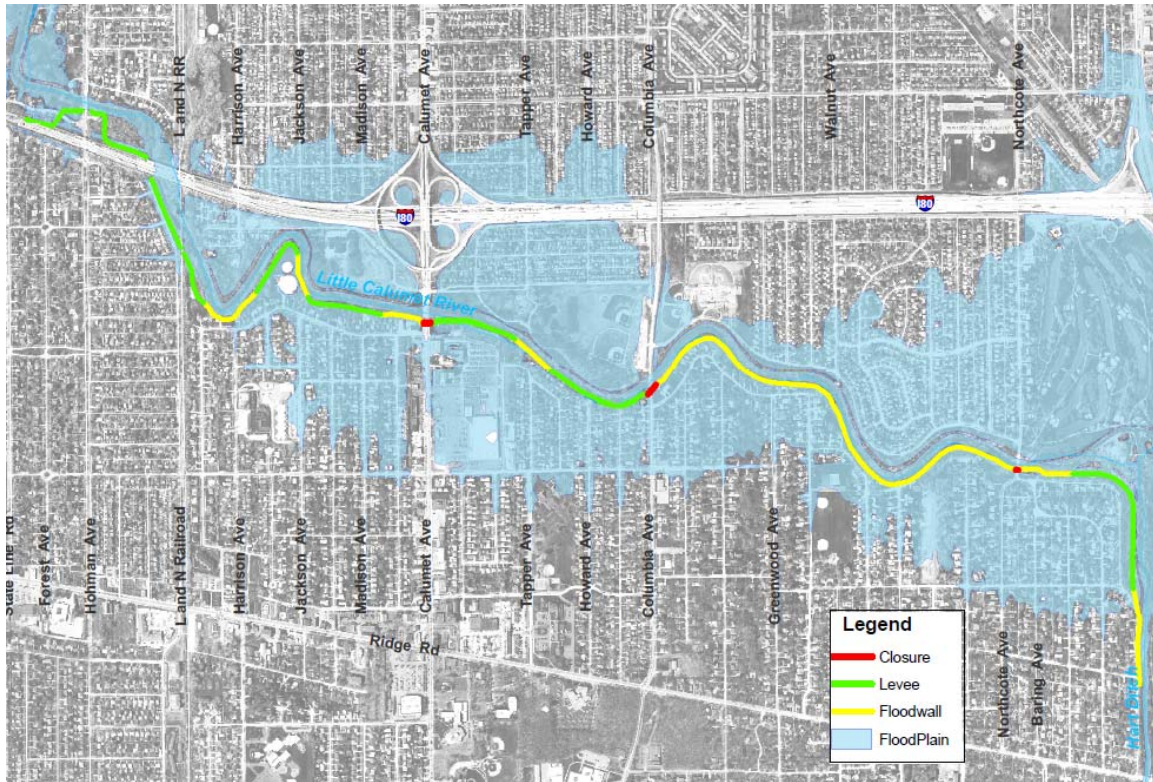 Land N RR
Harrison Ave
Jackson Ave
Madison Ave
Calumet Ave
Tapper Ave
Howard Ave
Columbia Ave
Walnut Ave
Northcote Ave
180
180
Little Calumet River
State Line Rd
Forest Ave
Hohman Ave
Land N Railroad
Harrison Ave
Jackson Ave
Madison Ave
Calumet Ave
Tapper Ave
Howard Ave
Columbia Ave
Greenwood Ave
Northcote Ave
Baring Ave
Hart Ditch
Ridge Rd
Legend
Closure
Levee
Floodwall
FloodPlain